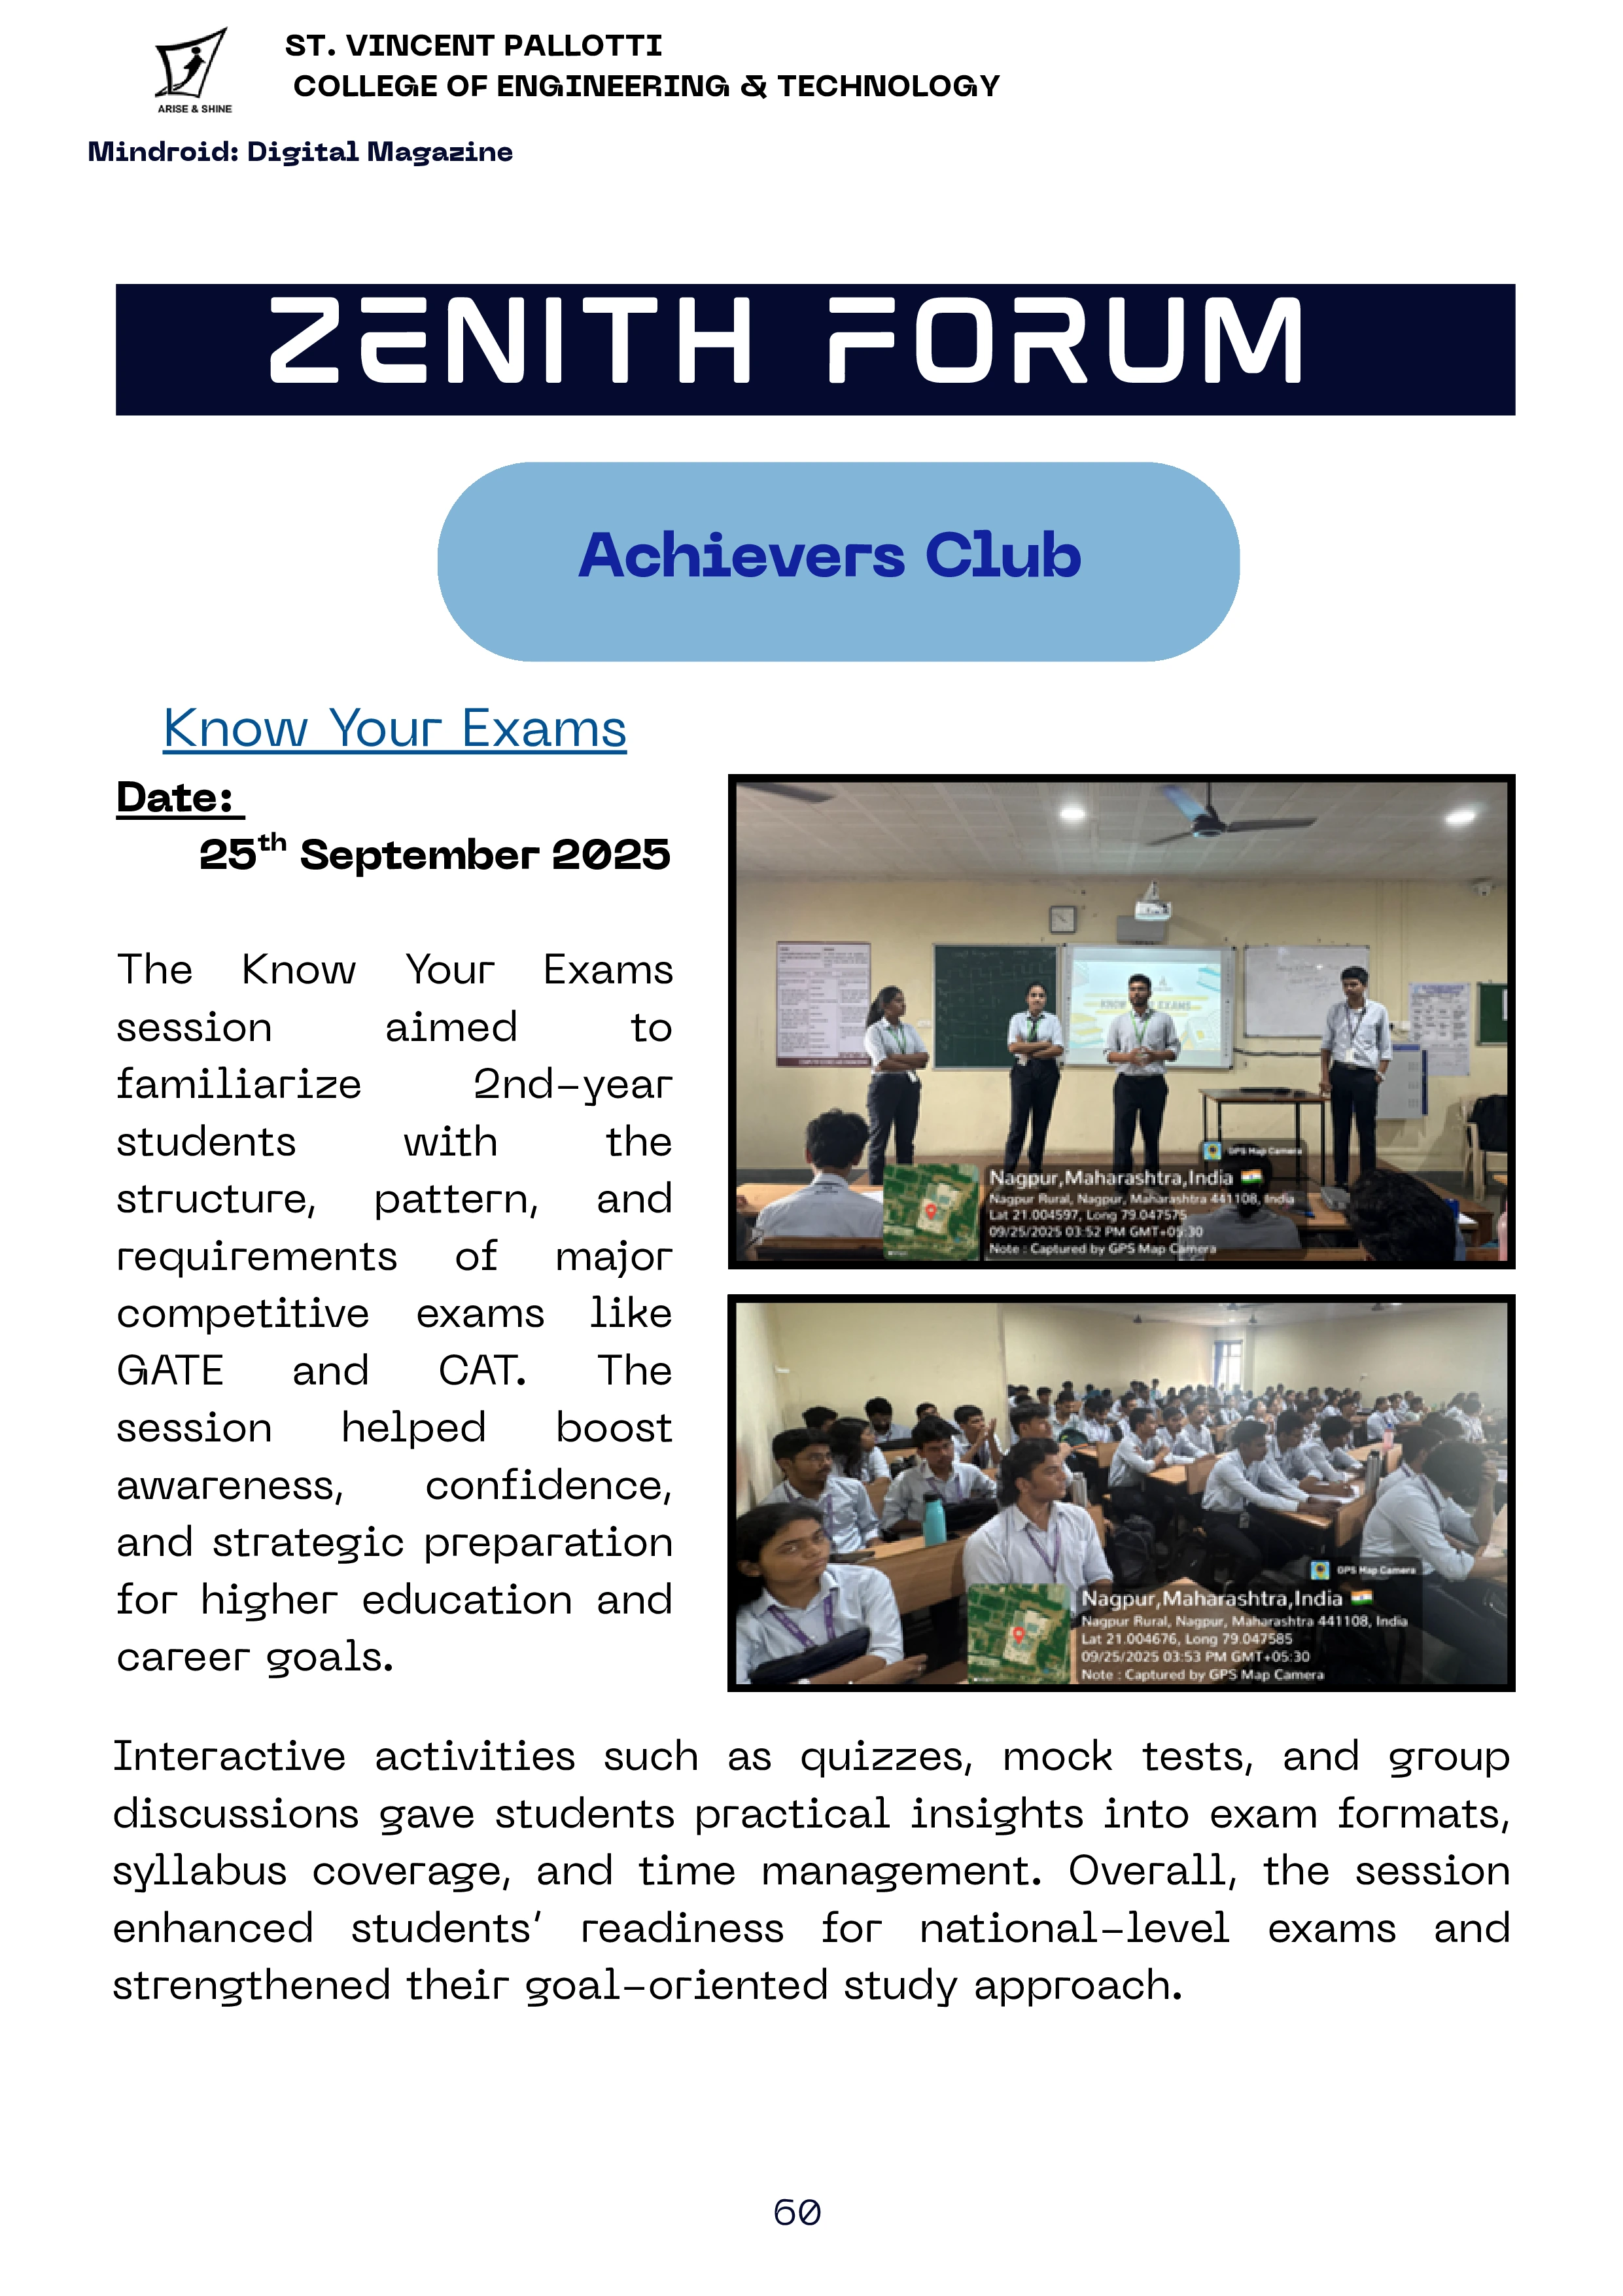 ST. VINCENT PALLOTTI
COLLEGE OF ENGINEERING & TECHNOLOGY
ARISE & SHINE
Mindroid: Digital Magazine
ZENITH FORUM
Achievers Club
Know Your Exams
Date:
25th September 2025
The Know Your Exams
session aimed to
familiarize 2nd-year
students with the
structure, pattern, and
requirements of major
competitive exams like
GATE and CAT. The
session helped boost
awareness, confidence,
and strategic preparation
for higher education and
career goals.
GPS Map Camera
Nagpur,Maharashtra,India
Nagpur Rural, Nagpur, Maharashtra 441108, India
Lat 21.004597, Long 79.047575
09/25/2025 03:52 PM GMT+05:30
Note : Captured by GPS Map Camera
GPS Map Camera
Nagpur,Maharashtra,India
Nagpur Rural, Nagpur, Maharashtra 441108, India
Lat 21.004676, Long 79.047585
09/25/2025 03:53 PM GMT+05:30
Note : Captured by GPS Map Camera
Interactive activities such as quizzes, mock tests, and group
discussions gave students practical insights into exam formats,
syllabus coverage, and time management. Overall, the session
enhanced students’ readiness for national-level exams and
strengthened their goal-oriented study approach.
60